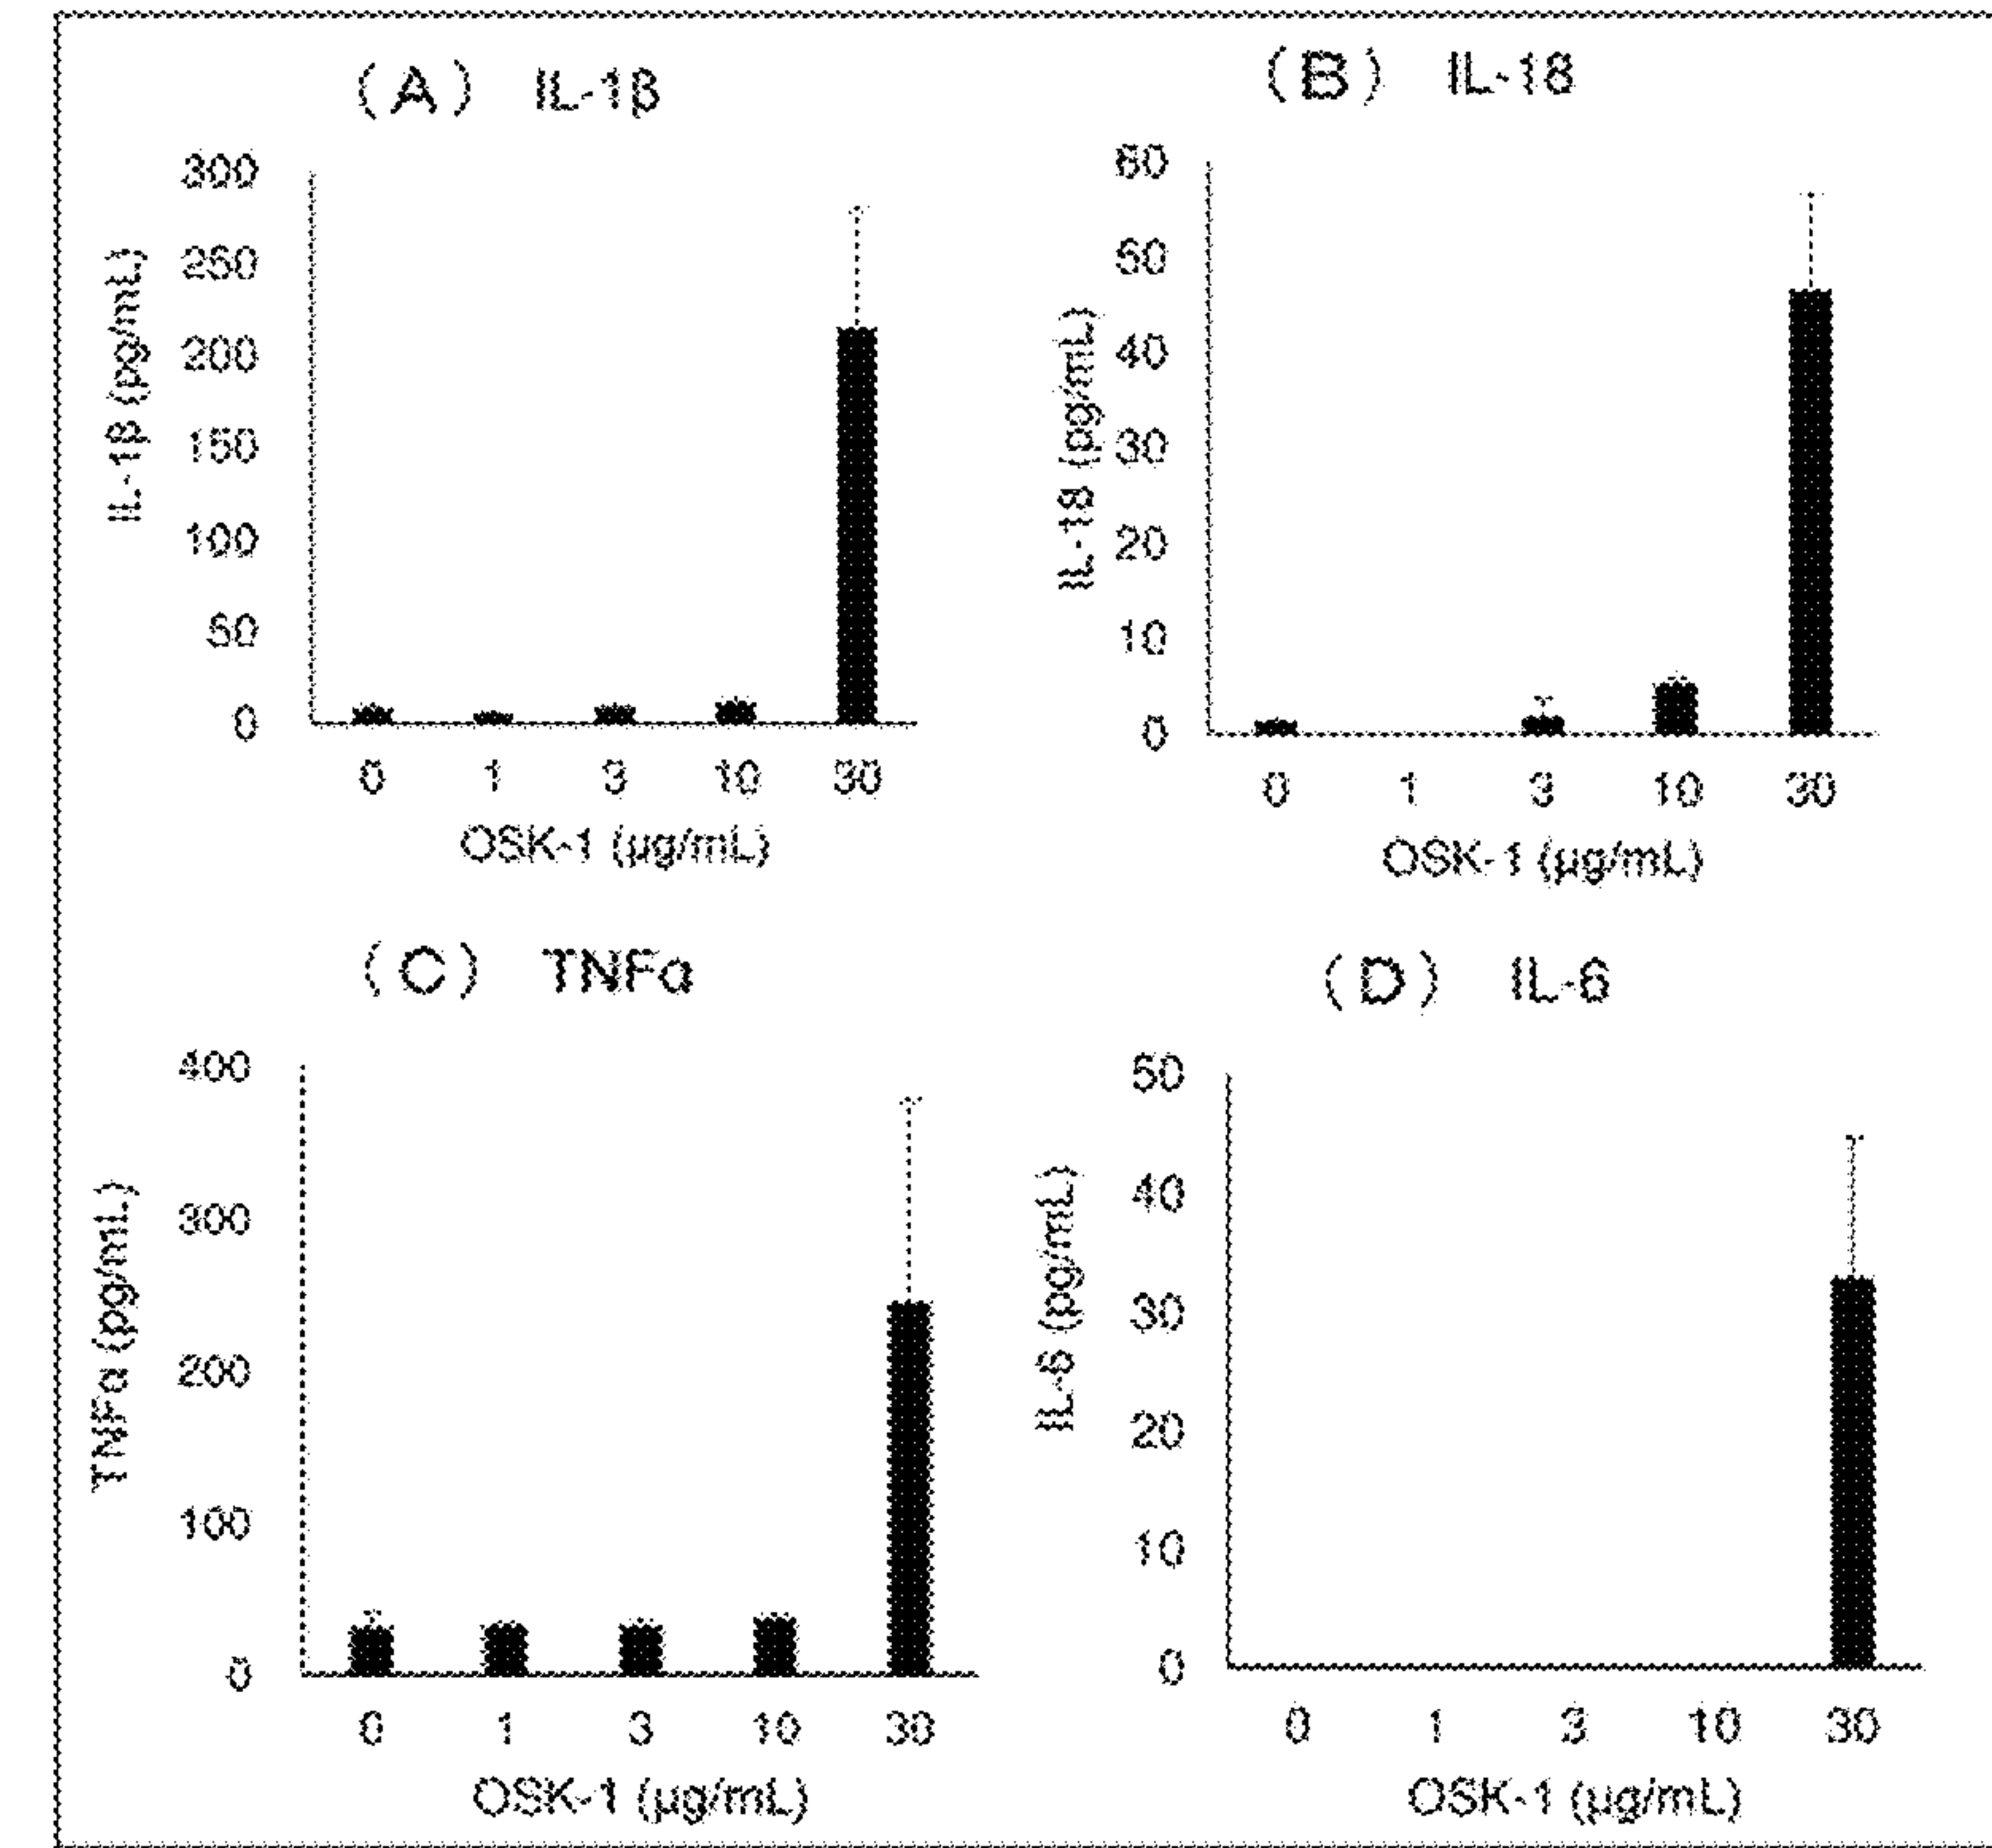 (A) IL-1β
300
250
200
150
100
50
0
IL-1β (pg/mL)
0 1 3 10 30
OSK-1 (µg/mL)
(B) IL-18
60
50
40
30
20
10
0
IL-18 (pg/mL)
0 1 3 10 30
OSK-1 (µg/mL)
(C) TNFα
400
300
200
100
0
TNFα (pg/mL)
0 1 3 10 30
OSK-1 (µg/mL)
(D) IL-6
50
40
30
20
10
0
IL-6 (pg/mL)
0 1 3 10 30
OSK-1 (µg/mL)